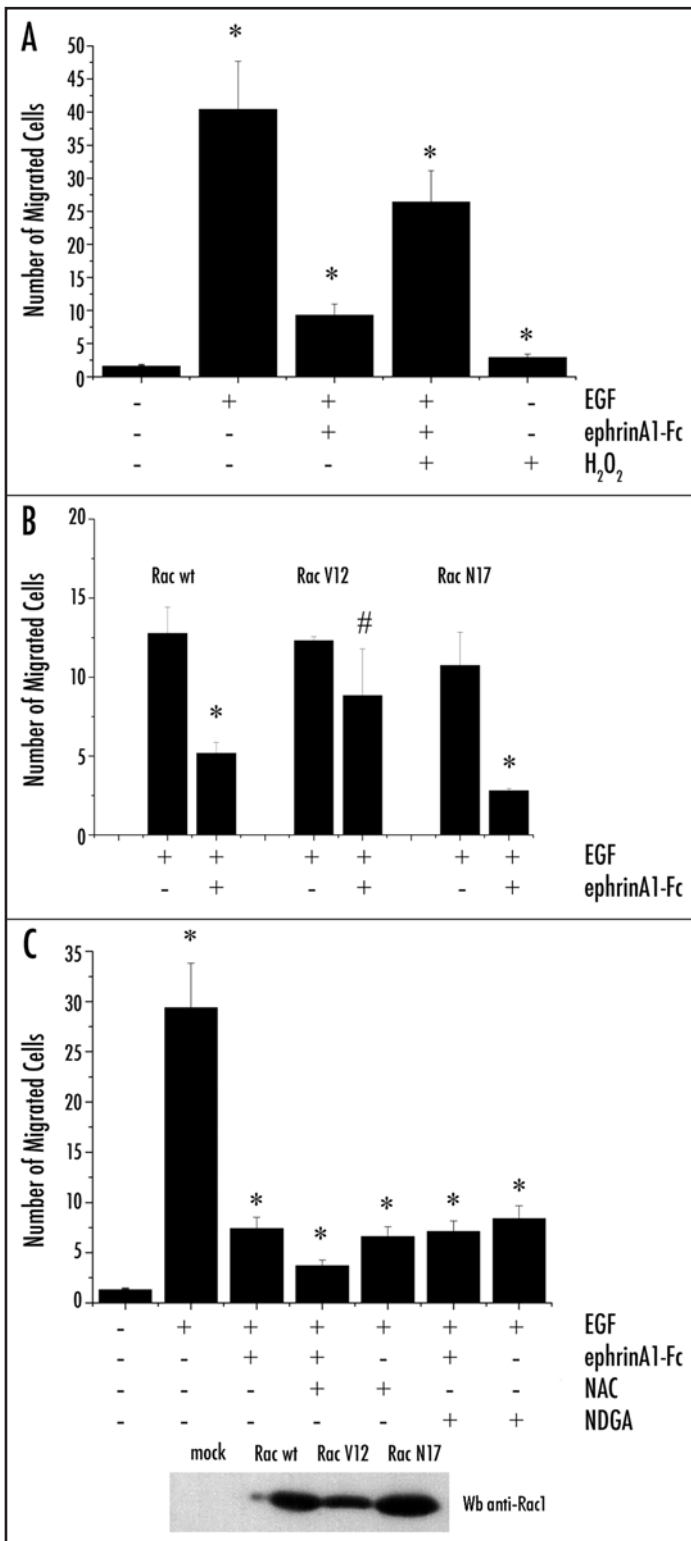 A
*
50
45
40
35
30
25
20
15
10
5
0
Number of Migrated Cells
*
*
*
- + + + - EGF
- - + + - ephrinA1-Fc
- - - + + H₂O₂
B
20
15
10
5
0
Number of Migrated Cells
Rac wt Rac V12 Rac N17
#
*
*
+ + + + + + EGF
- + - + - + ephrinA1-Fc
C
*
35
30
25
20
15
10
5
0
Number of Migrated Cells
* * * * *
- + + + + + + EGF
- - + + - + - ephrinA1-Fc
- - - + + - - NAC
- - - - - + + NDGA
mock Rac wt Rac V12 Rac N17
Wb anti-Rac1